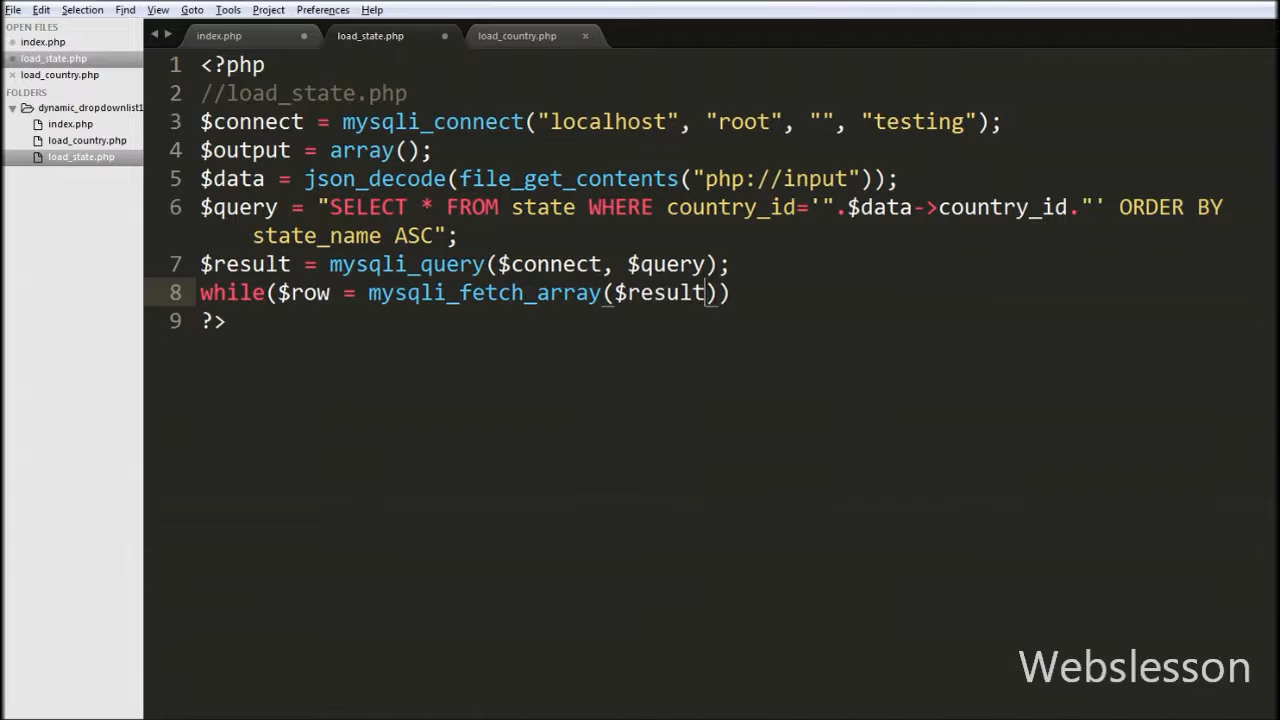 File Edit Selection Find View Goto Tools Project Preferences Help
OPEN FILES
index.php
load_state.php
load_country.php
FOLDERS
dynamic_dropdownlist1
index.php
load_country.php
load_state.php
index.php load_state.php load_country.php ×
1 <?php
2 //load_state.php
3 $connect = mysqli_connect("localhost", "root", "", "testing");
4 $output = array();
5 $data = json_decode(file_get_contents("php://input"));
6 $query = "SELECT * FROM state WHERE country_id='".$data->country_id."' ORDER BY
state_name ASC";
7 $result = mysqli_query($connect, $query);
8 while($row = mysqli_fetch_array($result))
9 ?>
Webslesson